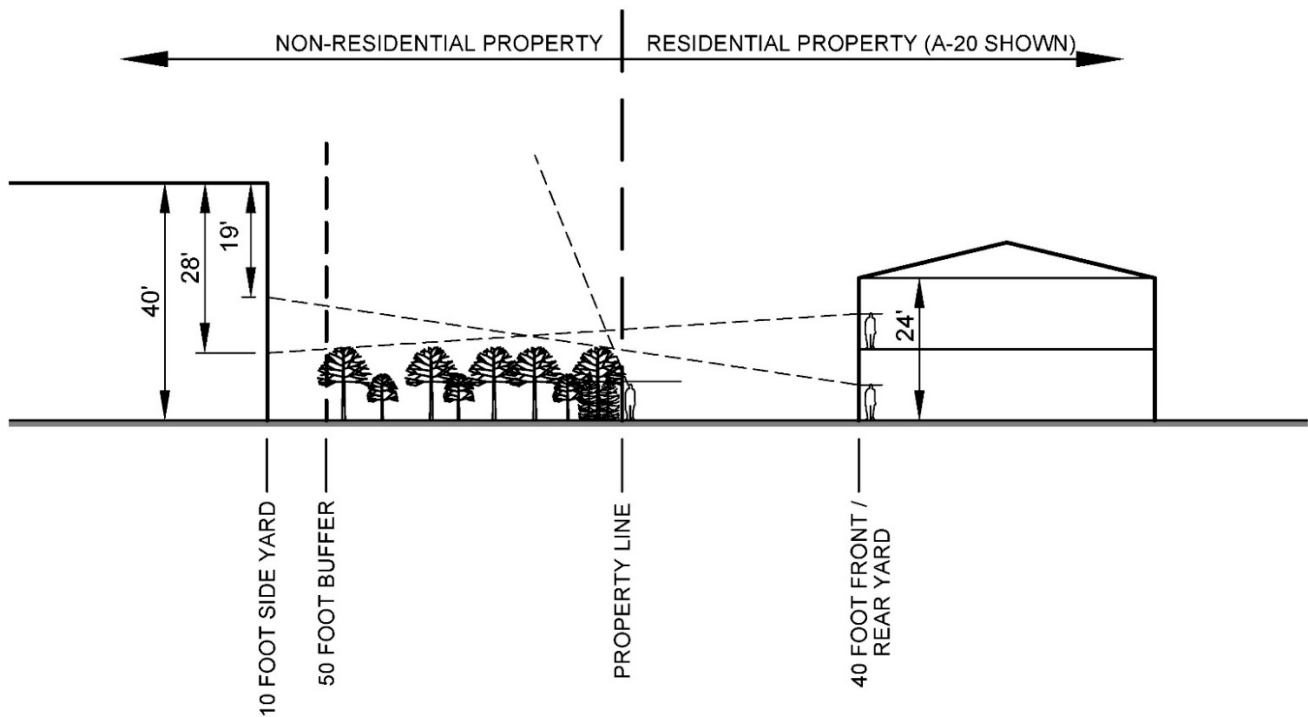 NON-RESIDENTIAL PROPERTY
RESIDENTIAL PROPERTY (A-20 SHOWN)
40'
28'
19'
24'
10 FOOT SIDE YARD
50 FOOT BUFFER
PROPERTY LINE
40 FOOT FRONT /
REAR YARD